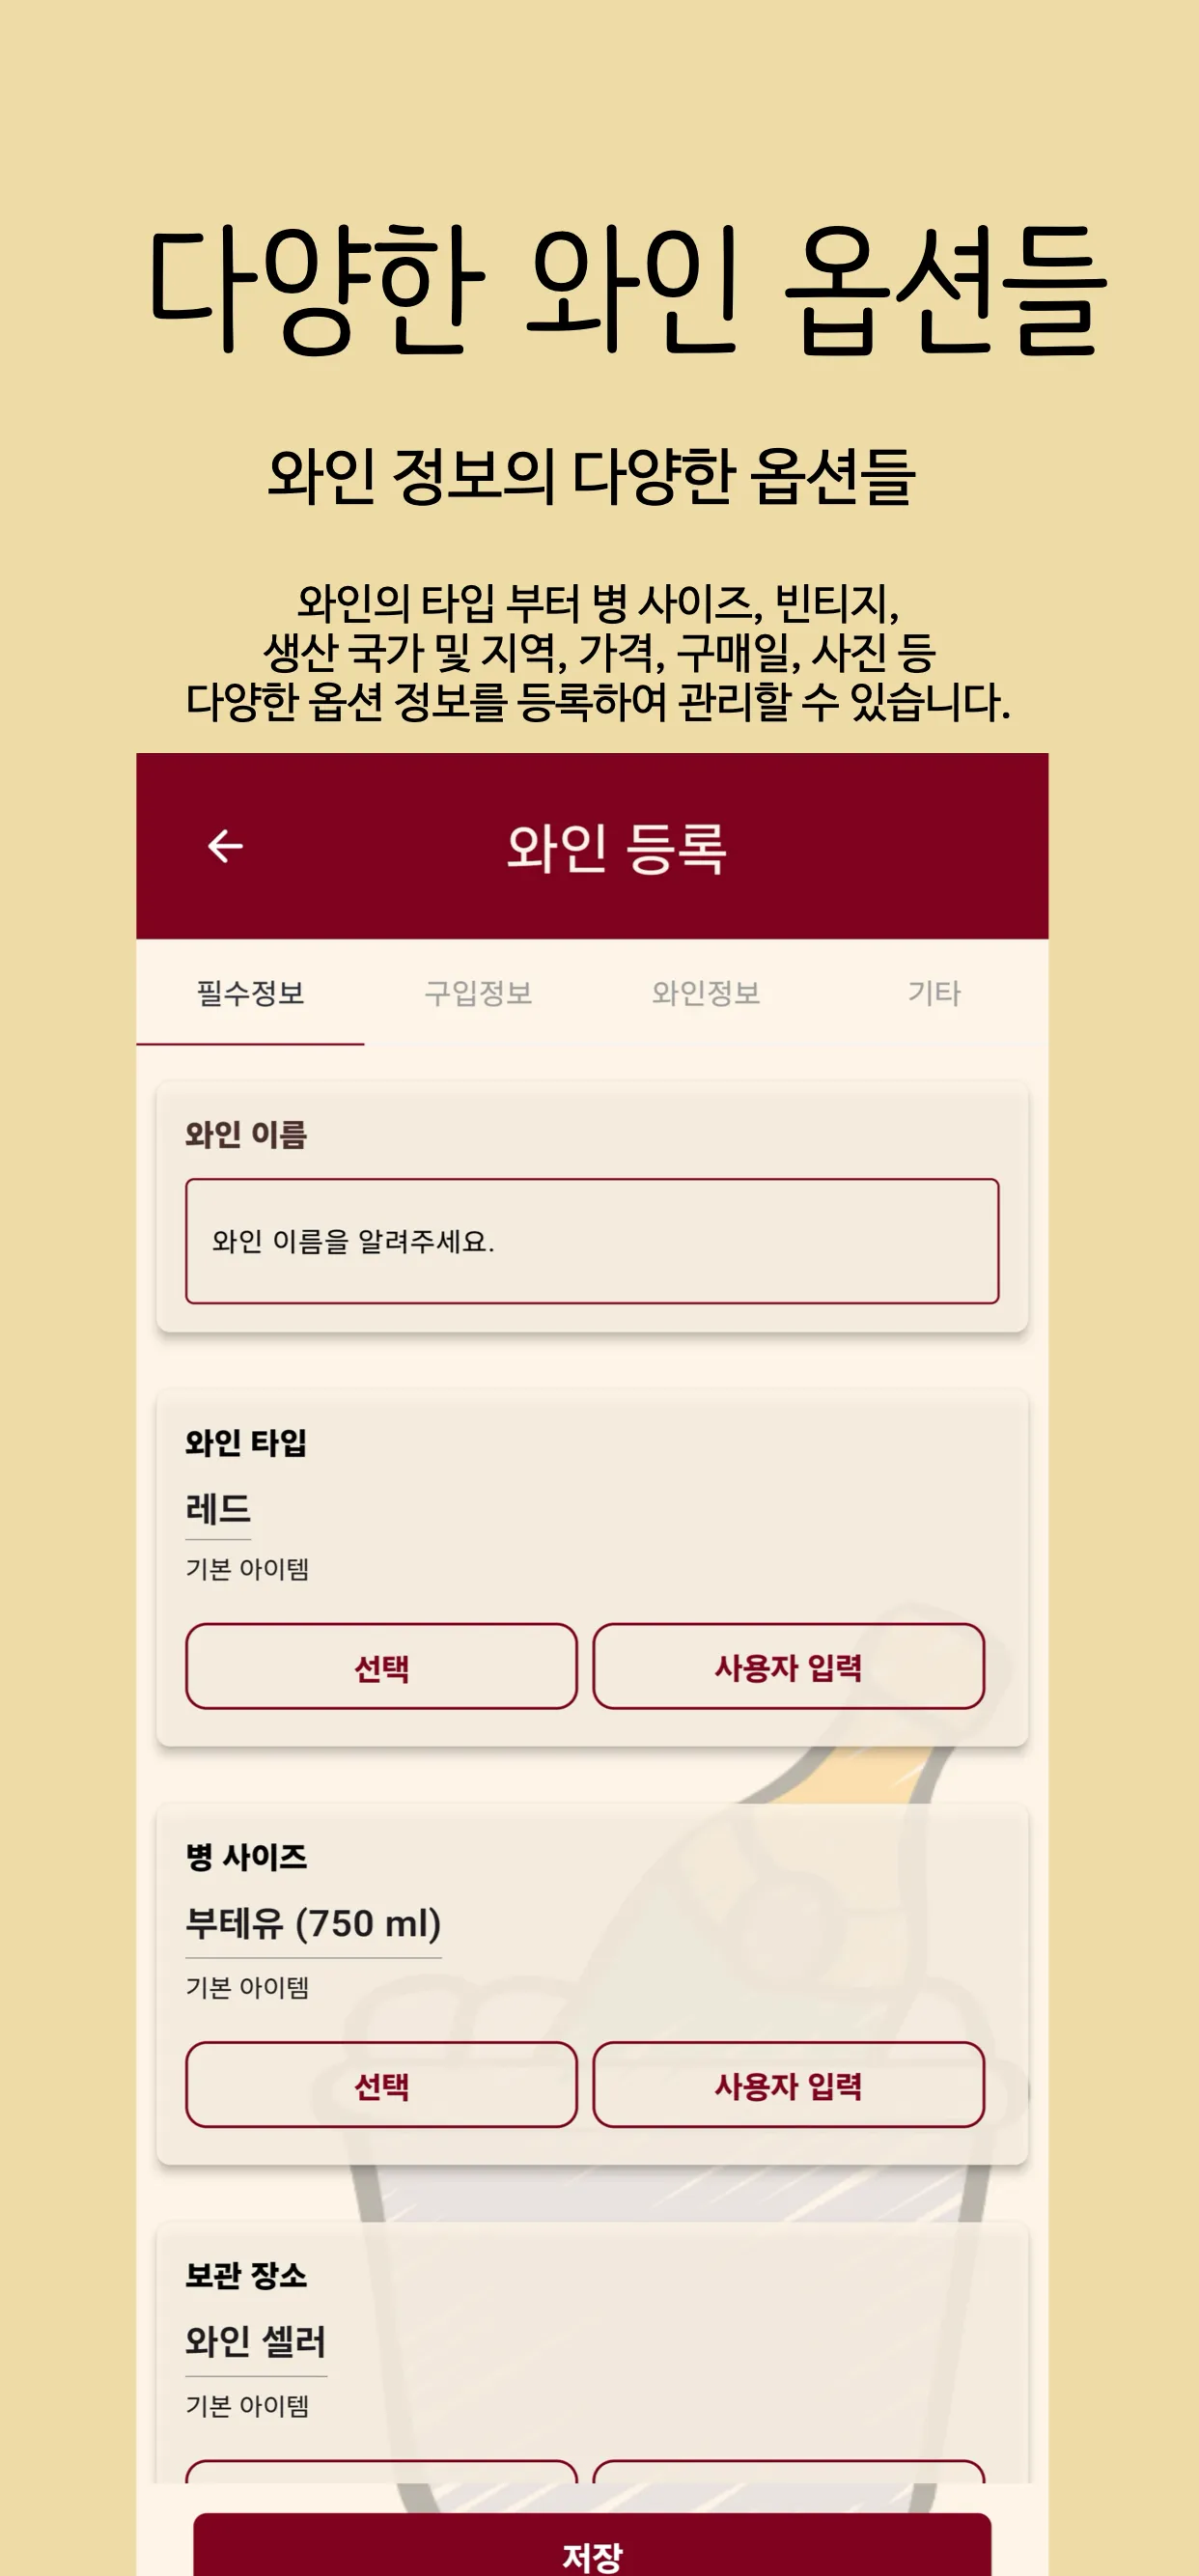 다양한 와인 옵션들
와인 정보의 다양한 옵션들
와인의 타입 부터 병 사이즈, 빈티지,
생산 국가 및 지역, 가격, 구매일, 사진 등
다양한 옵션 정보를 등록하여 관리할 수 있습니다.
와인 등록
필수정보 구입정보 와인정보 기타
와인 이름
와인 이름을 알려주세요.
와인 타입
레드
기본 아이템
선택 사용자 입력
병 사이즈
부테유 (750 ml)
기본 아이템
선택 사용자 입력
보관 장소
와인 셀러
기본 아이템
저장